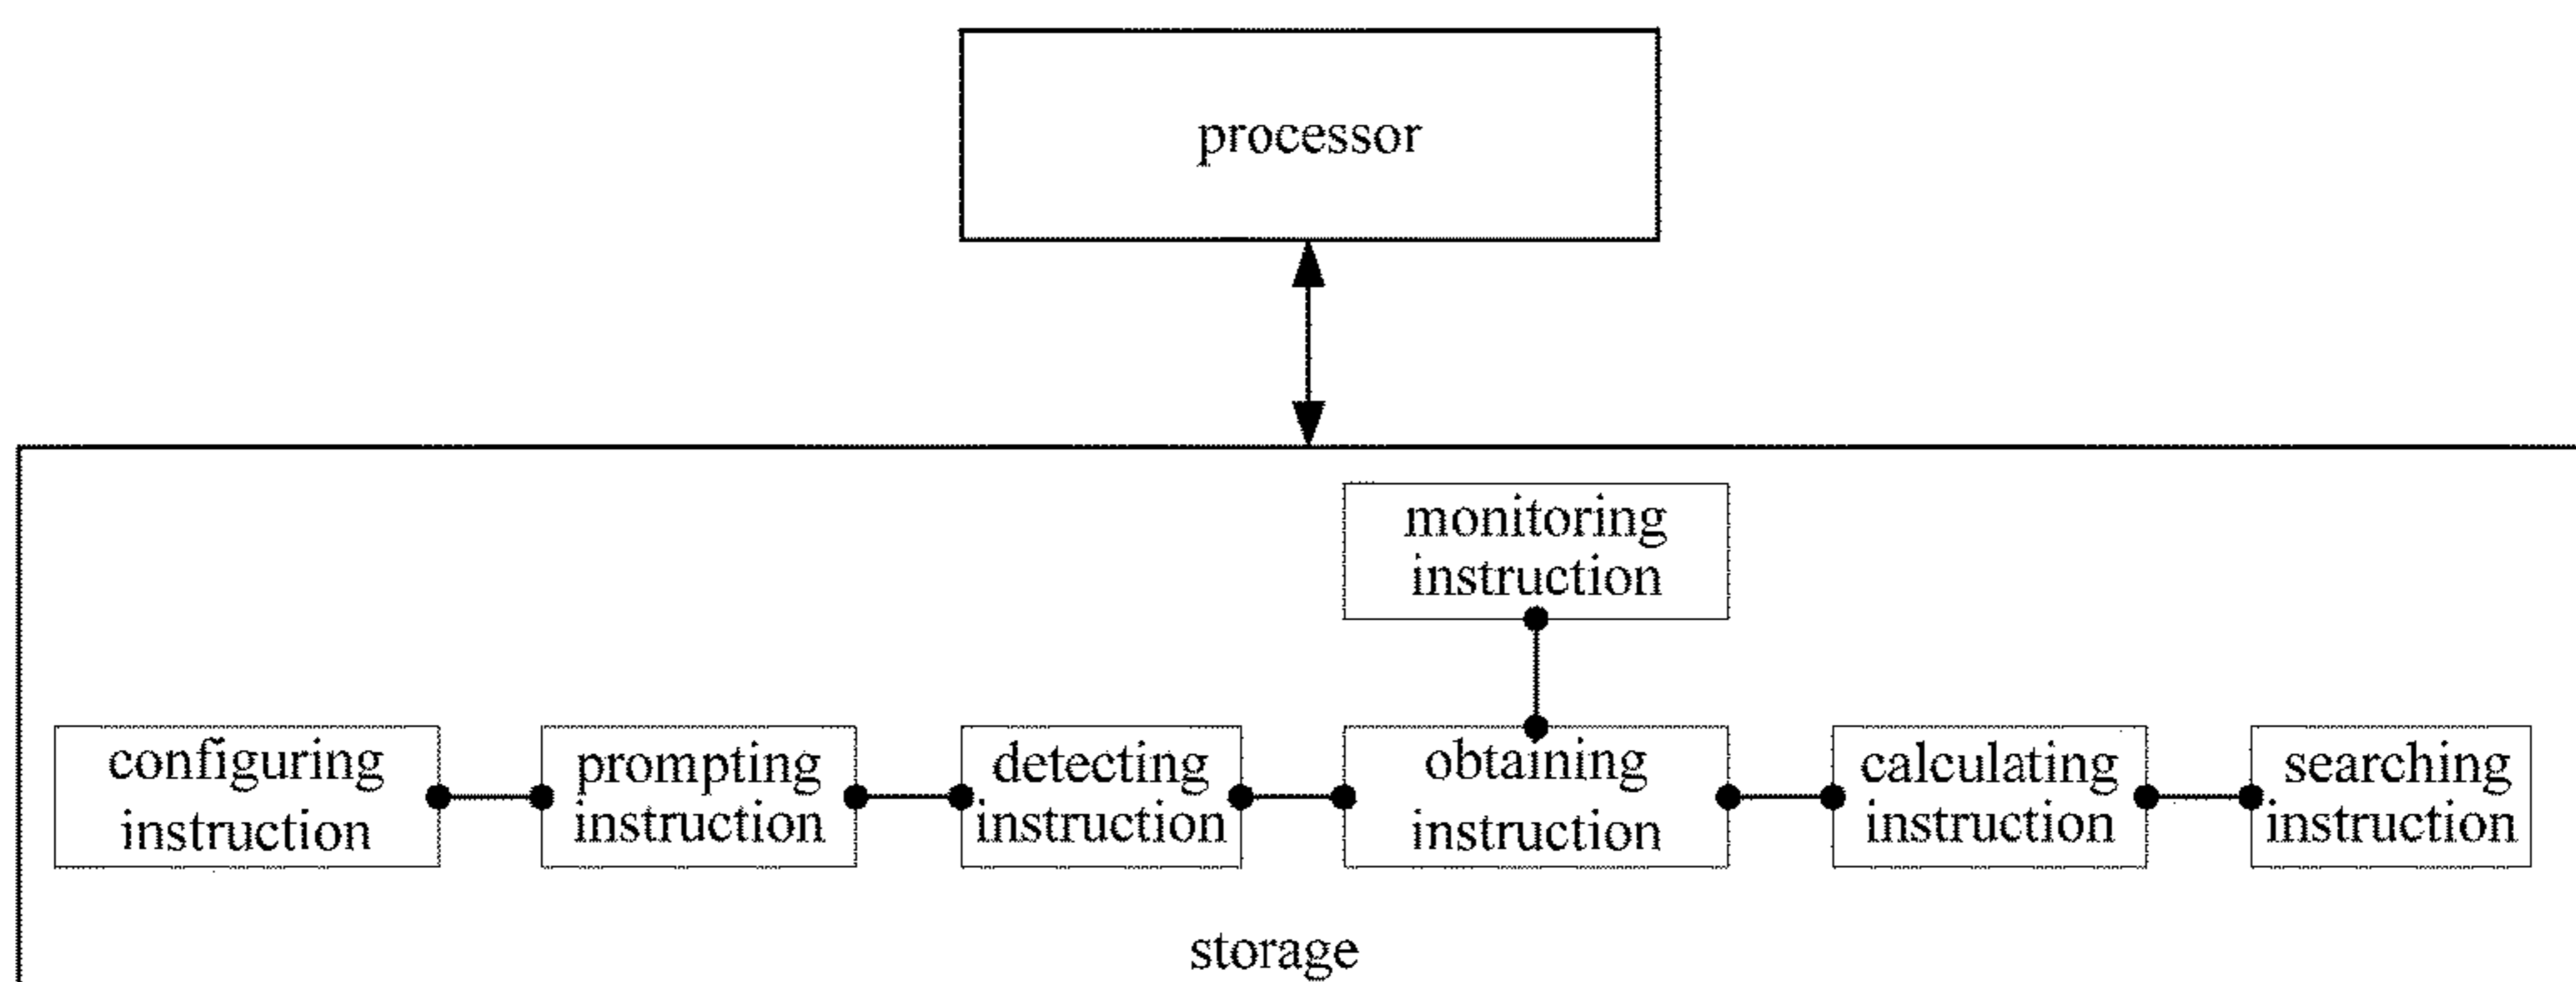 processor
monitoring
instruction
configuring
instruction
prompting
instruction
detecting
instruction
obtaining
instruction
calculating
instruction
searching
instruction
storage